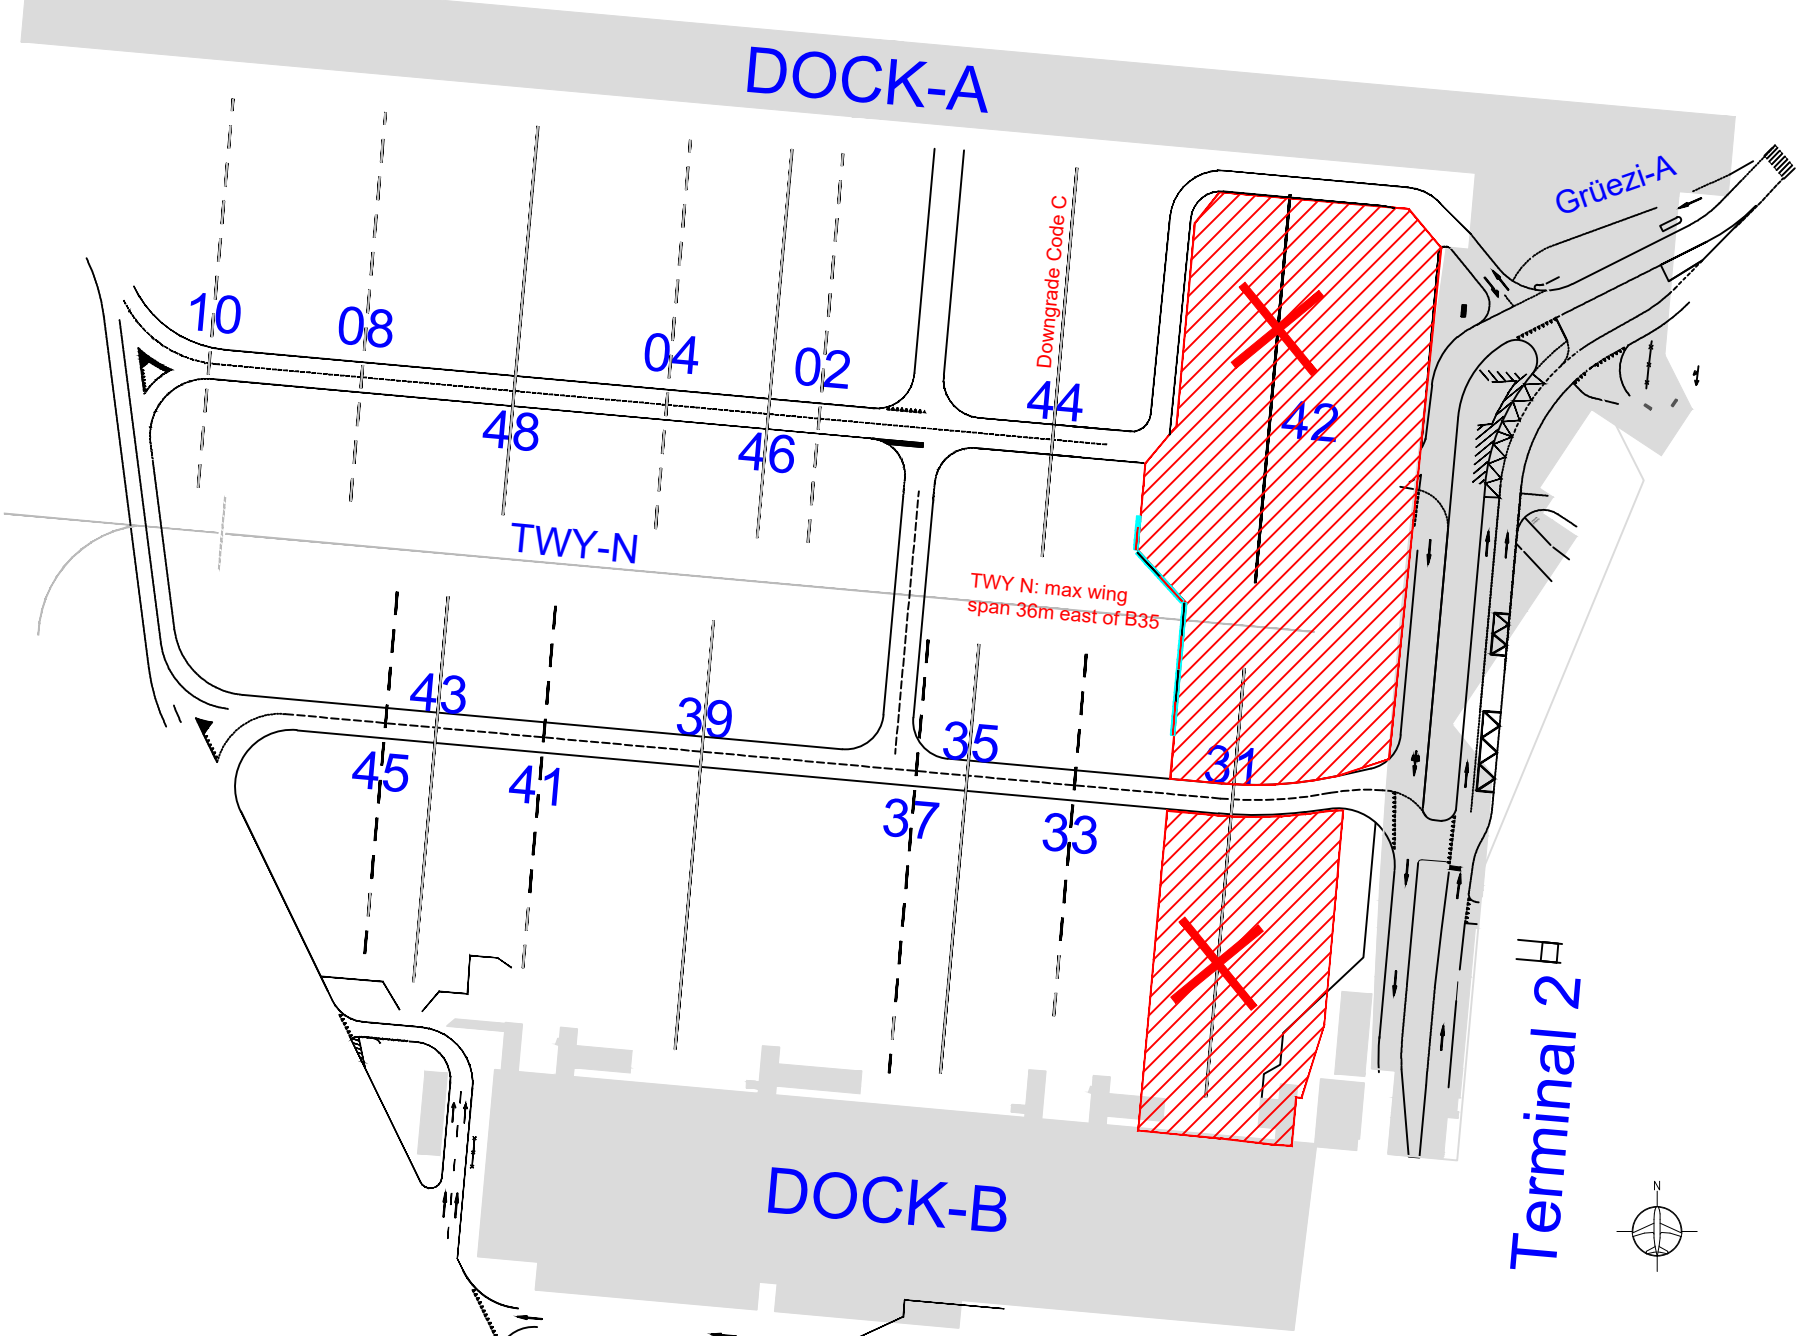 DOCK-A
Grüezi-A
Downgrade Code C
10
08
04
02
44
42
48
46
TWY-N
TWY N: max wing
span 36m east of B35
43
39
35
31
45
41
37
33
Terminal 2
DOCK-B
N